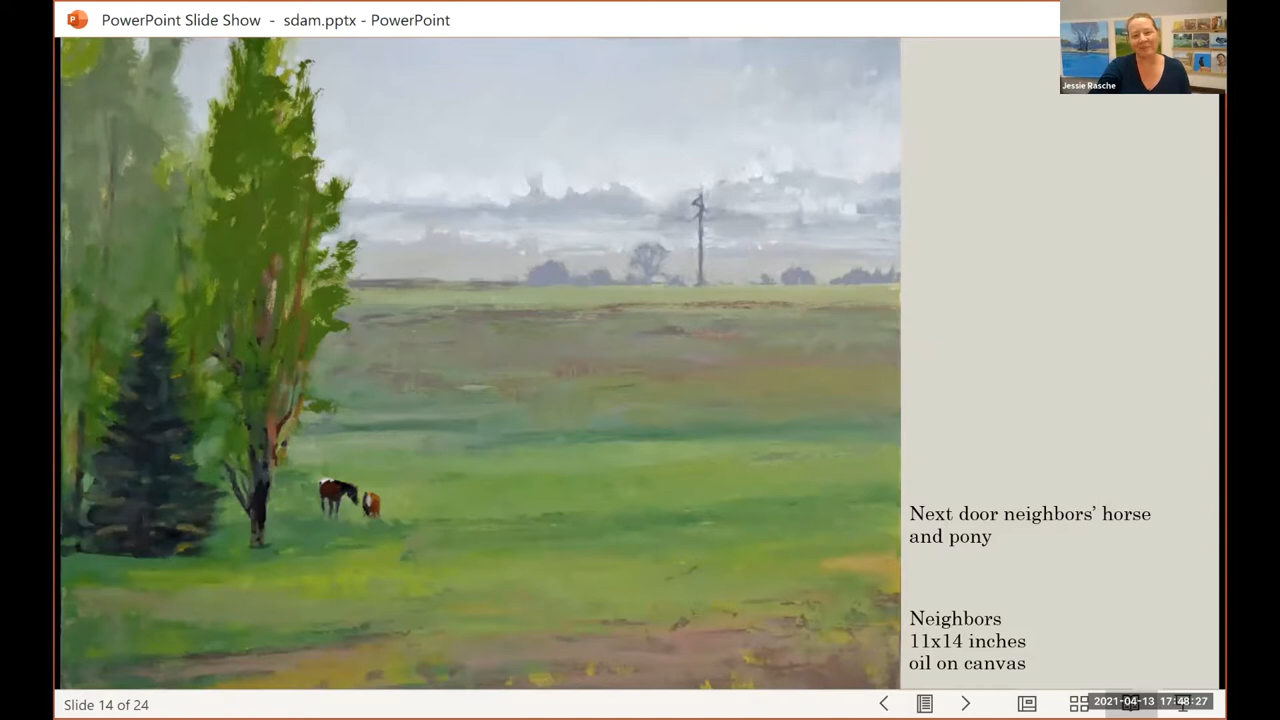 PowerPoint Slide Show - sdam.pptx - PowerPoint
Jessie Rasche
Next door neighbors’ horse
and pony
Neighbors
11x14 inches
oil on canvas
Slide 14 of 24
2021-04-13 17:48:27